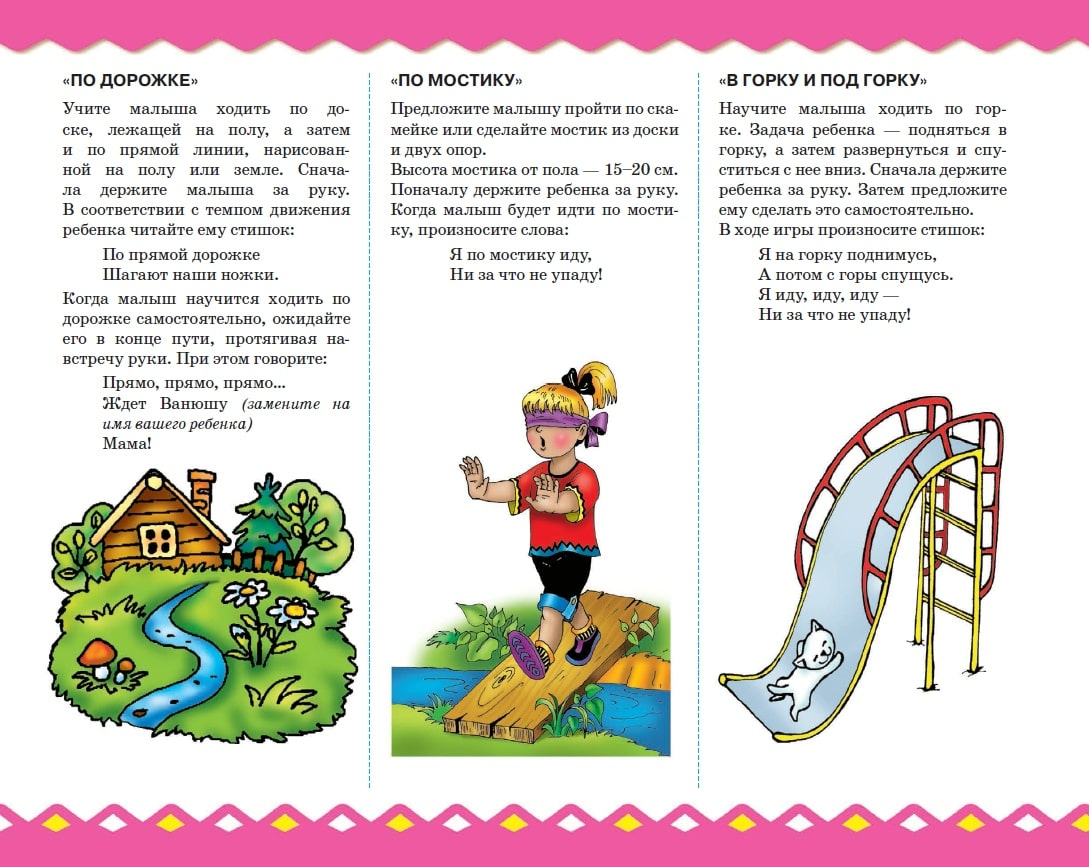 «ПО ДОРОЖКЕ»
Учите малыша ходить по до-
ске, лежащей на полу, а затем
и по прямой линии, нарисован-
ной на полу или земле. Снача-
ла держите малыша за руку.
В соответствии с темпом движения
ребенка читайте ему стишок:
По прямой дорожке
Шагают наши ножки.
Когда малыш научится ходить по
дорожке самостоятельно, ожидайте
его в конце пути, протягивая на-
встречу руки. При этом говорите:
Прямо, прямо, прямо...
Ждет Ванюшу (замените на
имя вашего ребенка)
Мама!
«ПО МОСТИКУ»
Предложите малышу пройти по ска-
мейке или сделайте мостик из доски
и двух опор.
Высота мостика от пола — 15–20 см.
Поначалу держите ребенка за руку.
Когда малыш будет идти по мости-
ку, произносите слова:
Я по мостику иду,
Ни за что не упаду!
«В ГОРКУ И ПОД ГОРКУ»
Научите малыша ходить по гор-
ке. Задача ребенка — подняться в
горку, а затем развернуться и спу-
ститься с нее вниз. Сначала держите
ребенка за руку. Затем предложите
ему сделать это самостоятельно.
В ходе игры произносите стишок:
Я на горку поднимусь,
А потом с горы спущусь.
Я иду, иду, иду —
Ни за что не упаду!